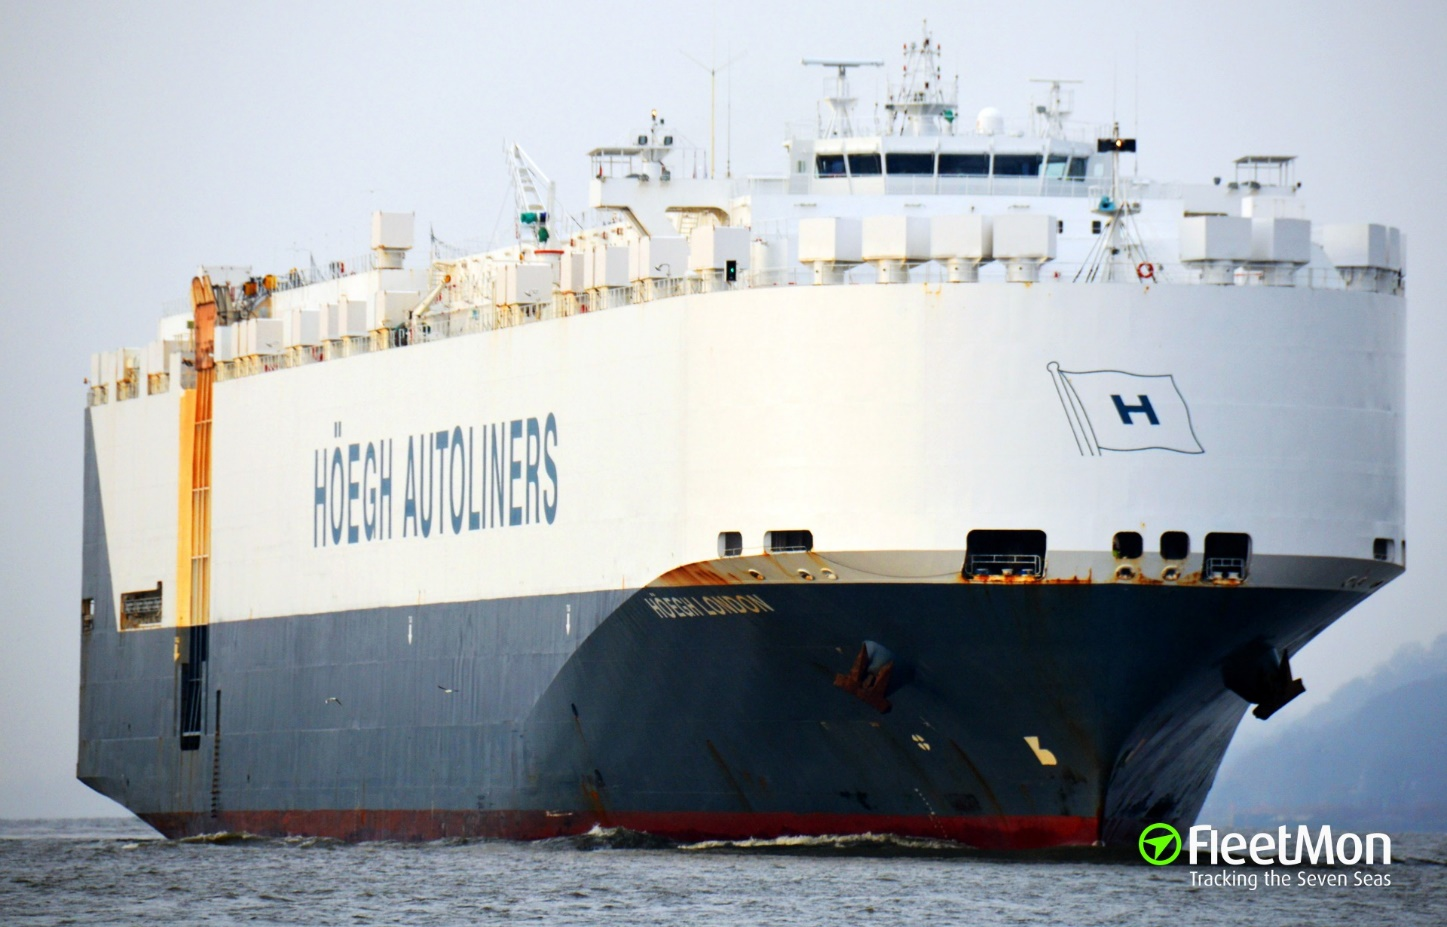 H
HÖEGH AUTOLINERS
HÖEGH LONDON
FleetMon
Tracking the Seven Seas